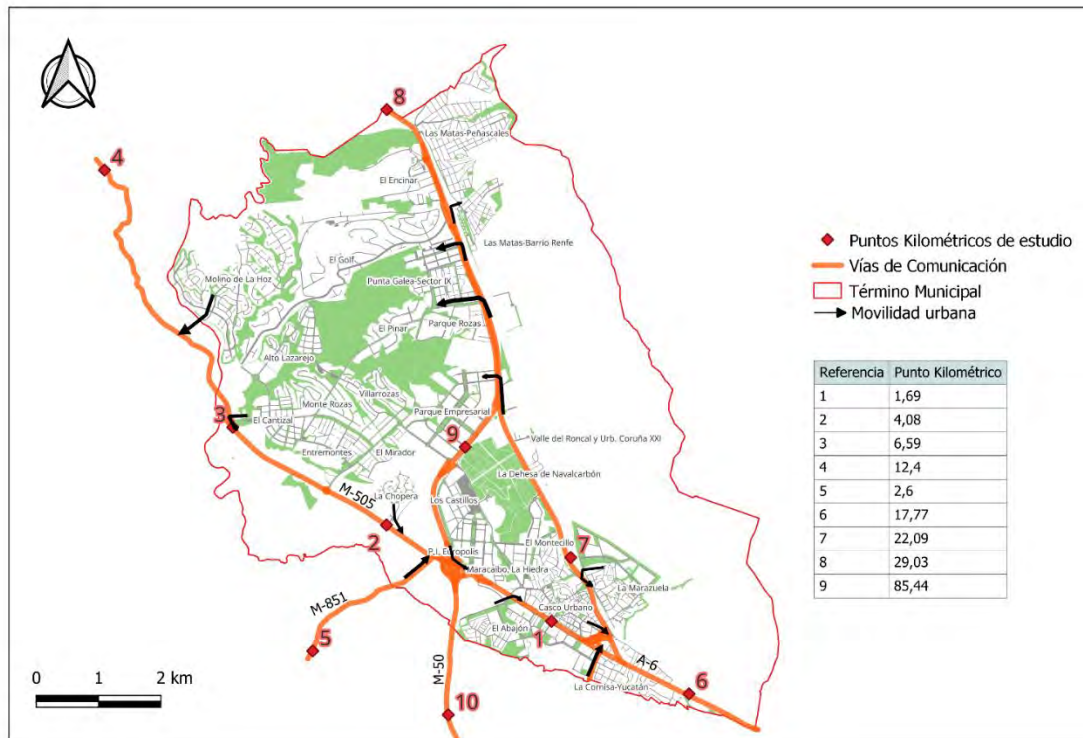 8
Las Matas-Peñascales
4
El Encinar
Las Matas-Barrio Renfe
El Golf
Molino de La Hoz
Punta Galea-Sector IX
Parque Rozas
El Pinar
Alto Lazarejo
Villarrozas
Monte Rozas
Parque Empresarial
3
El Cantizal
9
Valle del Roncal y Urb. Coruña XXI
Entremontes
El Mirador
La Dehesa de Navalcarbón
M-505
La Chopera
Los Castillos
2
El Montecillo
7
P.I. Europolis
Maracaibo, La Hiedra
La Marazuela
M-851
Casco Urbano
El Abajón
1
5
A-6
M-50
La Cornisa-Yucatán
6
10
0 1 2 km
Puntos Kilométricos de estudio
Vías de Comunicación
Término Municipal
Movilidad urbana
Referencia Punto Kilométrico
1 1,69
2 4,08
3 6,59
4 12,4
5 2,6
6 17,77
7 22,09
8 29,03
9 85,44